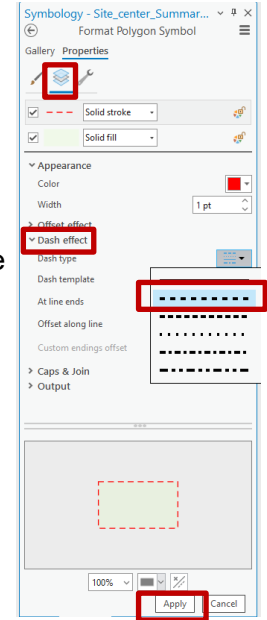 Symbology - Site_center_Summar...
Format Polygon Symbol
Gallery Properties
Solid stroke
Solid fill
Appearance
Color
Width 1 pt
Offset effect
Dash effect
e
Dash type
Dash template
At line ends
Offset along line
Custom endings offset
Caps & Join
Output
100%
Apply Cancel